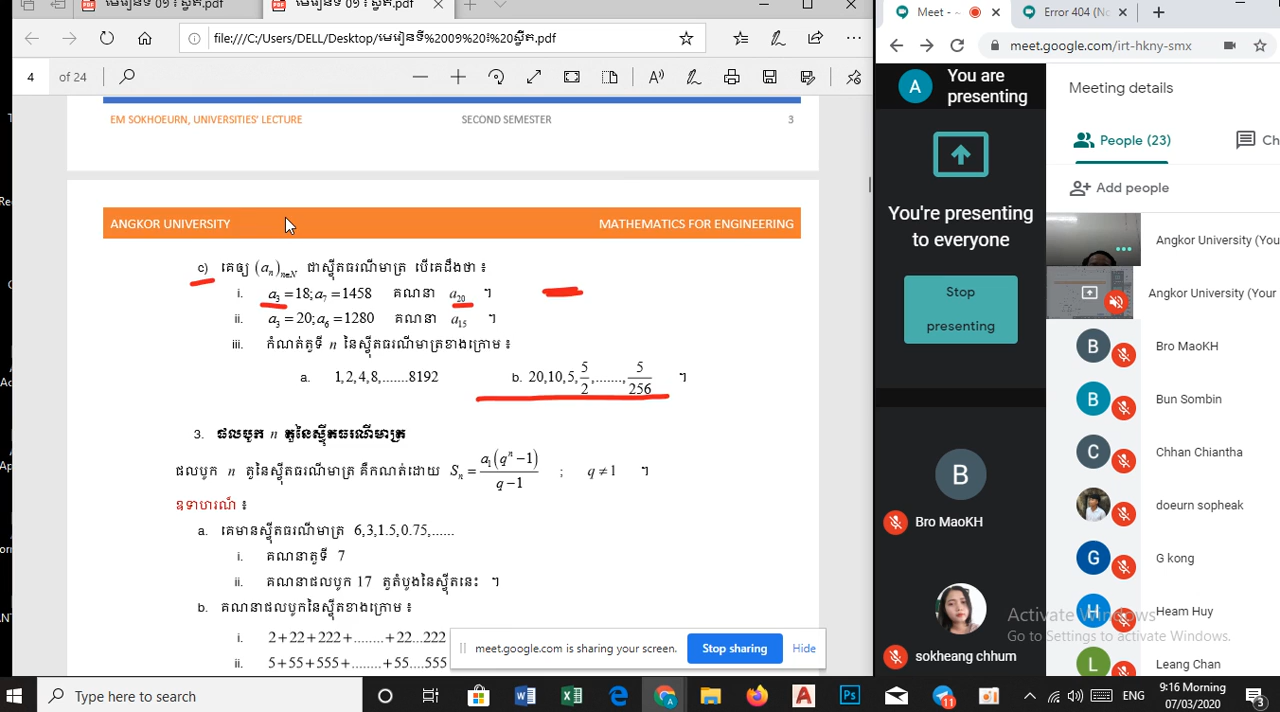 មេរៀនទី 09 ៖ ស្វ៊ីត.pdf
មេរៀនទី 09 ៖ ស្វ៊ីត.pdf
file:///C:/Users/DELL/Desktop/មេរៀនទី%2009%20៖%20ស្វ៊ីត.pdf
4 of 24
EM SOKHOEURN, UNIVERSITIES' LECTURE SECOND SEMESTER 3
ANGKOR UNIVERSITY MATHEMATICS FOR ENGINEERING
c) គេឲ្យ (aₙ)ₙ∈N ជាស្វ៊ីតធរណីមាត្រ បើគេដឹងថា ៖
i. a₃ = 18; a₇ = 1458 គណនា a₂₀ ។
ii. a₃ = 20; a₆ = 1280 គណនា a₁₅ ។
iii. កំណត់តួទី n នៃស្វ៊ីតធរណីមាត្រខាងក្រោម ៖
a. 1,2,4,8,.......8192 b. 20,10,5,5/2,.......,5/256 ។
3. ផលបូក n តួនៃស្វ៊ីតធរណីមាត្រ
ផលបូក n តួនៃស្វ៊ីតធរណីមាត្រ គឺកំណត់ដោយ Sₙ = a₁(qⁿ −1)/(q −1) ; q ≠ 1 ។
ឧទាហរណ៍ ៖
a. គេមានស្វ៊ីតធរណីមាត្រ 6,3,1.5,0.75,......
i. គណនាតួទី 7
ii. គណនាផលបូក 17 តួតំបូងនៃស្វ៊ីតនេះ ។
b. គណនាផលបូកនៃស្វ៊ីតខាងក្រោម ៖
i. 2+22+222+........+22...222
ii. 5+55+555+........+55....555
meet.google.com is sharing your screen. Stop sharing Hide
Meet - Error 404 (No
meet.google.com/irt-hkny-smx
A You are presenting
You're presenting to everyone
Stop presenting
B
Bro MaoKH
sokheang chhum
Meeting details
People (23) Ch
Add people
Angkor University (You
Angkor University (Your
B Bro MaoKH
B Bun Sombin
C Chhan Chiantha
doeurn sopheak
G G kong
H Heam Huy
L Leang Chan
Activate Windows
Go to Settings to activate Windows.
Type here to search
11
ENG
9:16 Morning
07/03/2020
3